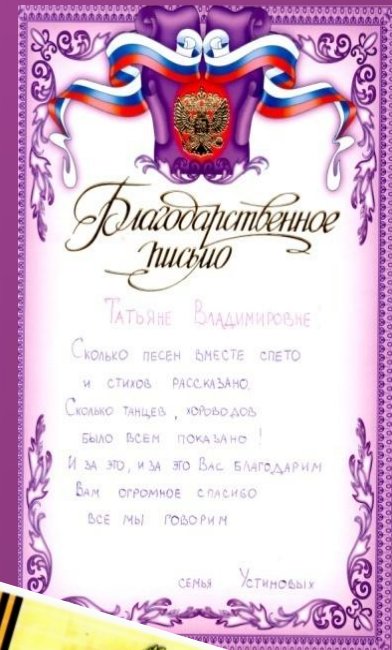 Благодарственное
письмо
Татьяне Владимировне
Сколько песен вместе спето
и стихов рассказано,
Сколько танцев, хороводов
было всем показано!
И за это, и за это Вас благодарим
Вам огромное спасибо
все мы говорим
семья Устиновых